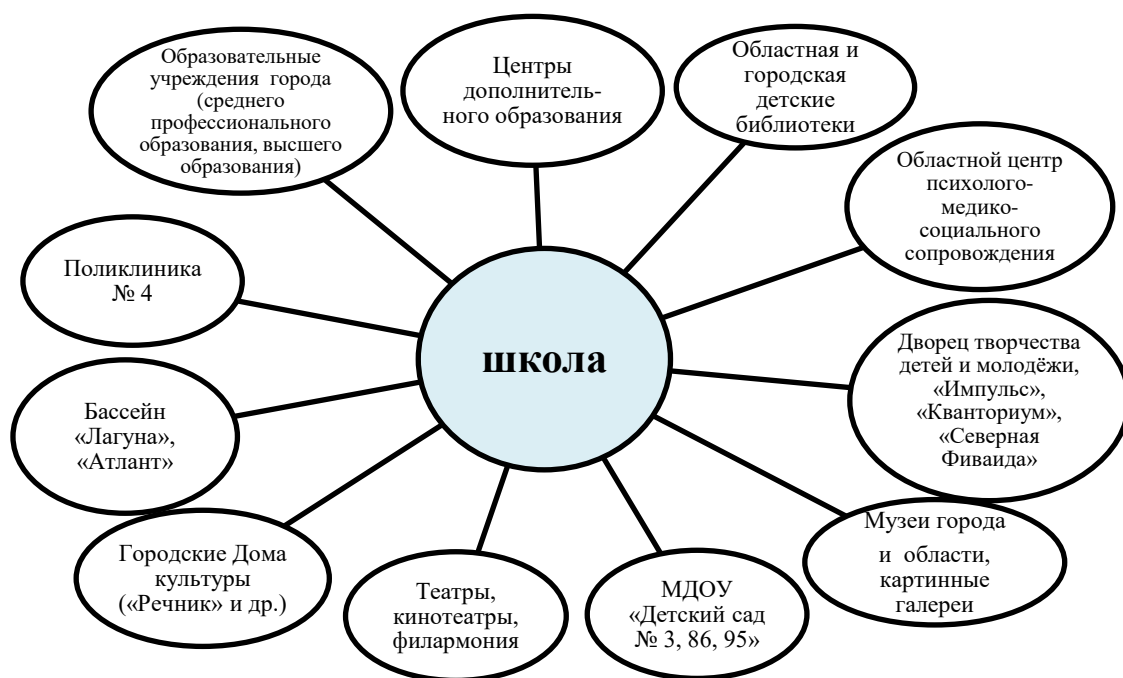 Образовательные
учреждения города
(среднего
профессионального
образования, высшего
образования)
Центры
дополнитель-
ного образования
Областная и
городская
детские
библиотеки
Областной центр
психолого-
медико-
социального
сопровождения
Поликлиника
№ 4
школа
Дворец творчества
детей и молодёжи,
«Импульс»,
«Кванториум»,
«Северная
Фиваида»
Бассейн
«Лагуна»,
«Атлант»
Музеи города
и области,
картинные
галереи
Городские Дома
культуры
(«Речник» и др.)
Театры,
кинотеатры,
филармония
МДОУ
«Детский сад
№ 3, 86, 95»